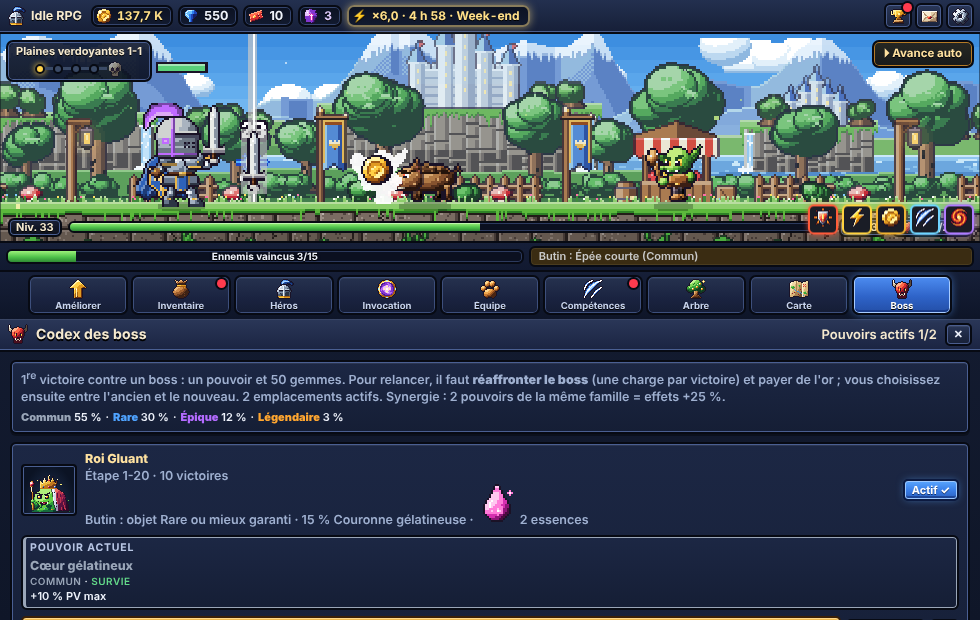 Idle RPG
137,7 K
550
10
3
×6,0 · 4 h 58 · Week-end
Plaines verdoyantes 1-1
Avance auto
Niv. 33
Ennemis vaincus 3/15
Butin : Épée courte (Commun)
Améliorer
Inventaire
Héros
Invocation
Équipe
Compétences
Arbre
Carte
Boss
Codex des boss
Pouvoirs actifs 1/2
1re victoire contre un boss : un pouvoir et 50 gemmes. Pour relancer, il faut réaffronter le boss (une charge par victoire) et payer de l'or ; vous choisissez
ensuite entre l'ancien et le nouveau. 2 emplacements actifs. Synergie : 2 pouvoirs de la même famille = effets +25 %.
Commun 55 % · Rare 30 % · Épique 12 % · Légendaire 3 %
Roi Gluant
Étape 1-20 · 10 victoires
Actif ✓
Butin : objet Rare ou mieux garanti · 15 % Couronne gélatineuse · 2 essences
POUVOIR ACTUEL
Cœur gélatineux
COMMUN · SURVIE
+10 % PV max